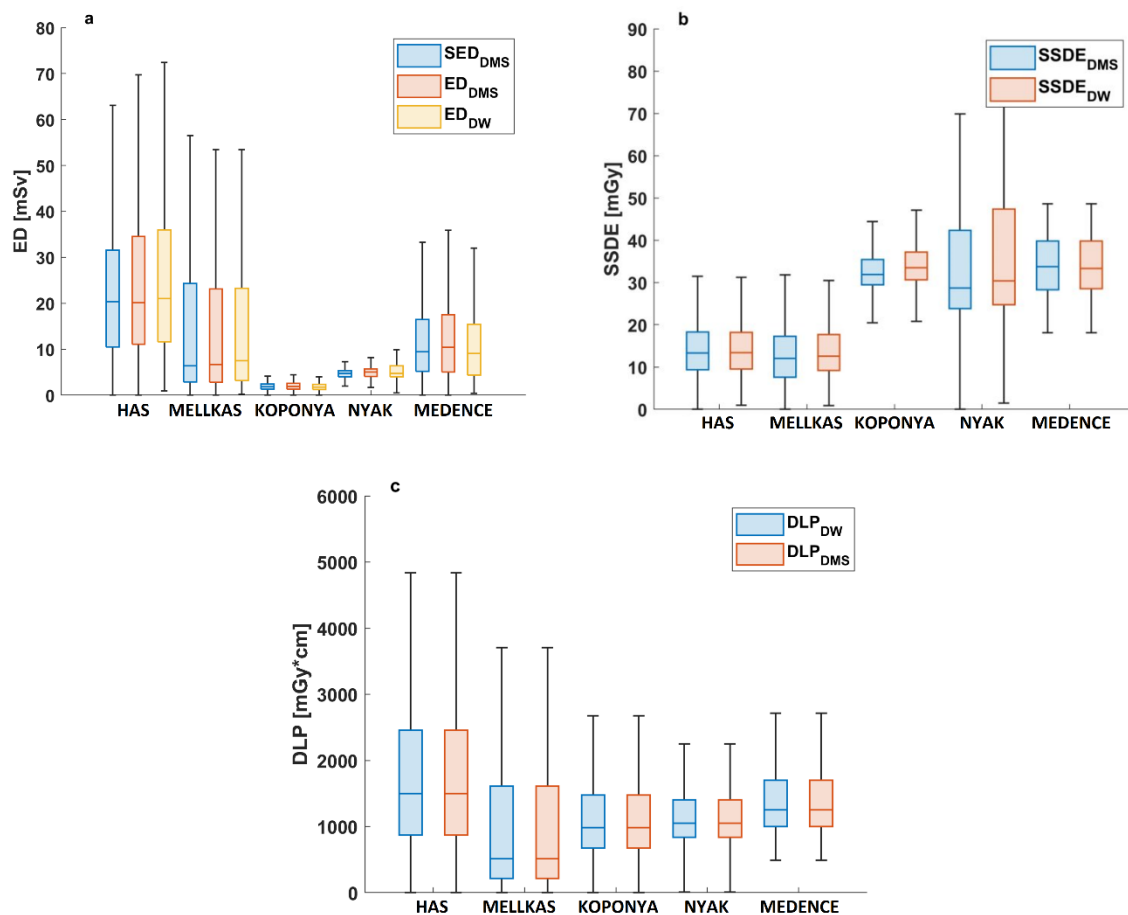 a
80
70
60
50
40
30
20
10
0
ED [mSv]
SED_DMS
ED_DMS
ED_DW
HAS MELLKAS KOPONYA NYAK MEDENCE
b
90
80
70
60
50
40
30
20
10
0
SSDE [mGy]
SSDE_DMS
SSDE_DW
HAS MELLKAS KOPONYA NYAK MEDENCE
c
6000
5000
4000
3000
2000
1000
0
DLP [mGy*cm]
DLP_DW
DLP_DMS
HAS MELLKAS KOPONYA NYAK MEDENCE